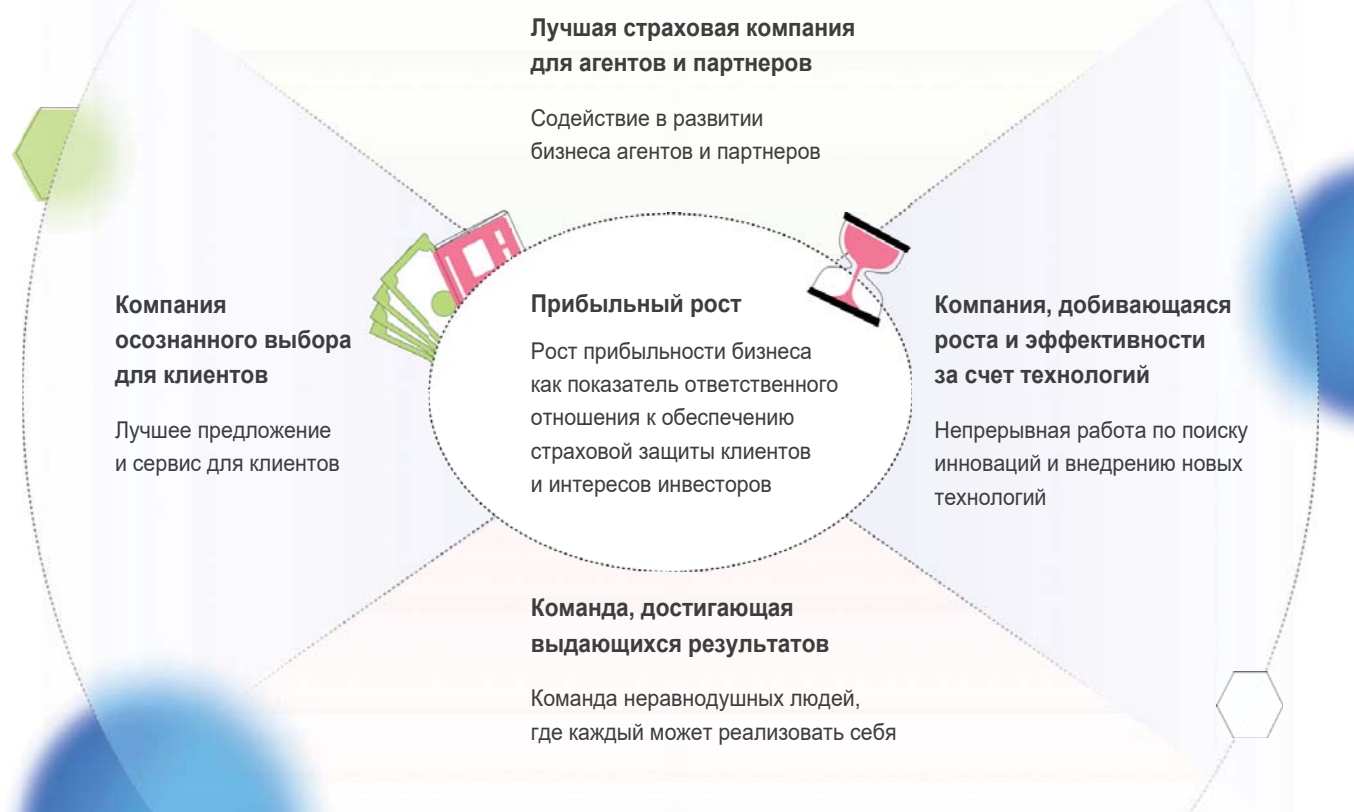 Лучшая страховая компания
для агентов и партнеров
Содействие в развитии
бизнеса агентов и партнеров
Компания
осознанного выбора
для клиентов
Лучшее предложение
и сервис для клиентов
Прибыльный рост
Рост прибыльности бизнеса
как показатель ответственного
отношения к обеспечению
страховой защиты клиентов
и интересов инвесторов
Компания, добивающаяся
роста и эффективности
за счет технологий
Непрерывная работа по поиску
инноваций и внедрению новых
технологий
Команда, достигающая
выдающихся результатов
Команда неравнодушных людей,
где каждый может реализовать себя